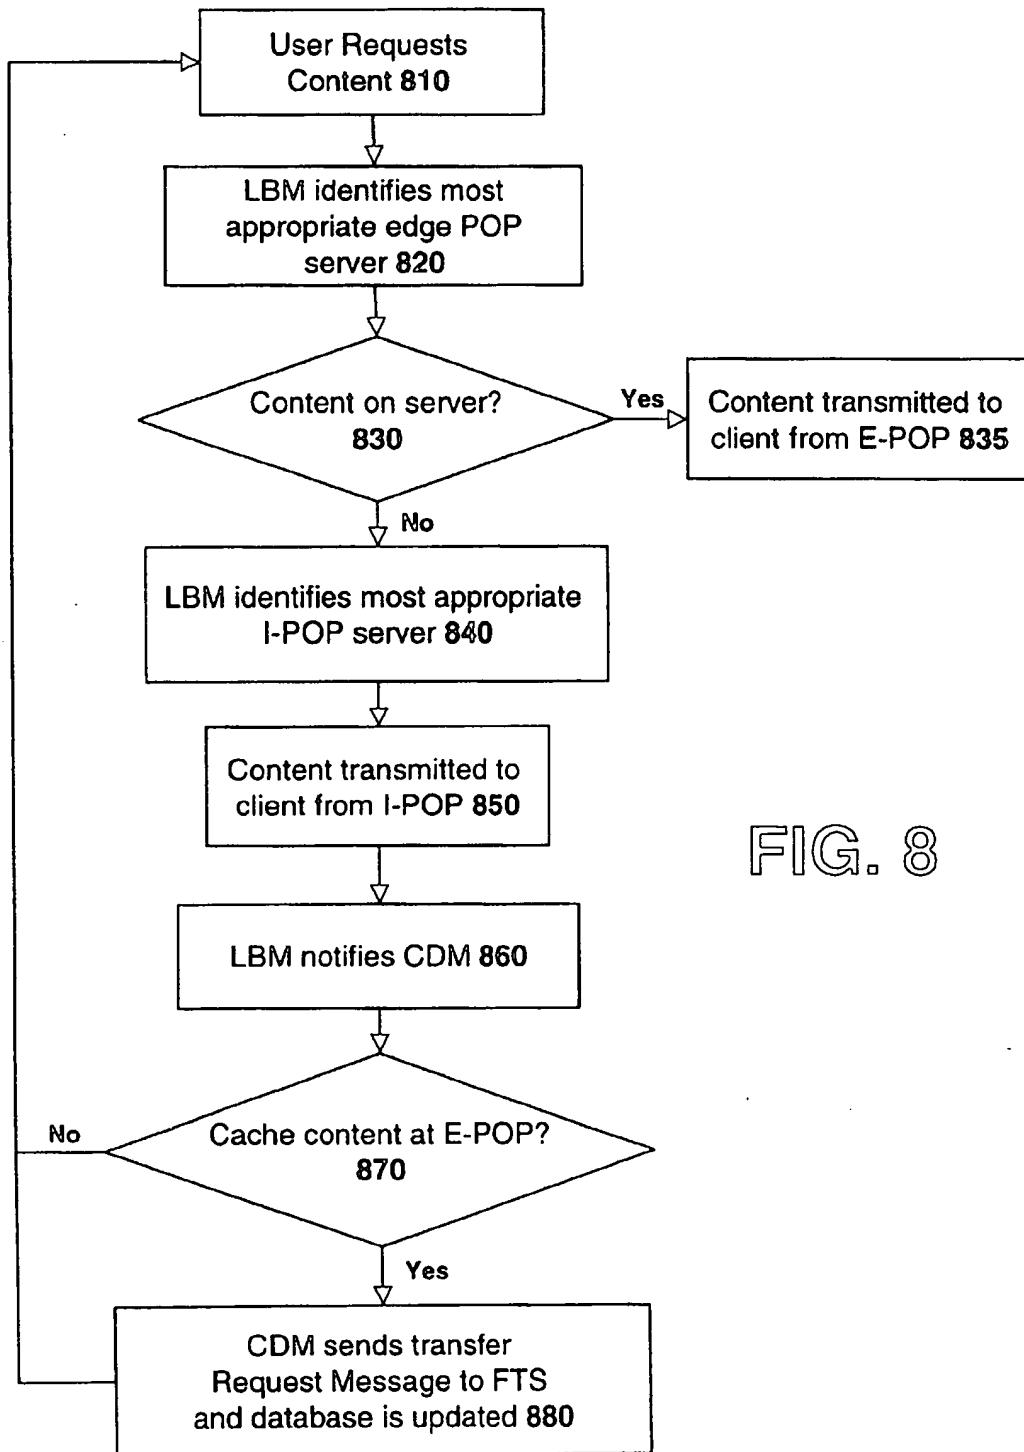 User Requests
Content 810
LBM identifies most
appropriate edge POP
server 820
Content on server?
830
Yes
Content transmitted to
client from E-POP 835
No
LBM identifies most appropriate
I-POP server 840
Content transmitted to
client from I-POP 850
FIG. 8
LBM notifies CDM 860
Cache content at E-POP?
870
No
Yes
CDM sends transfer
Request Message to FTS
and database is updated 880